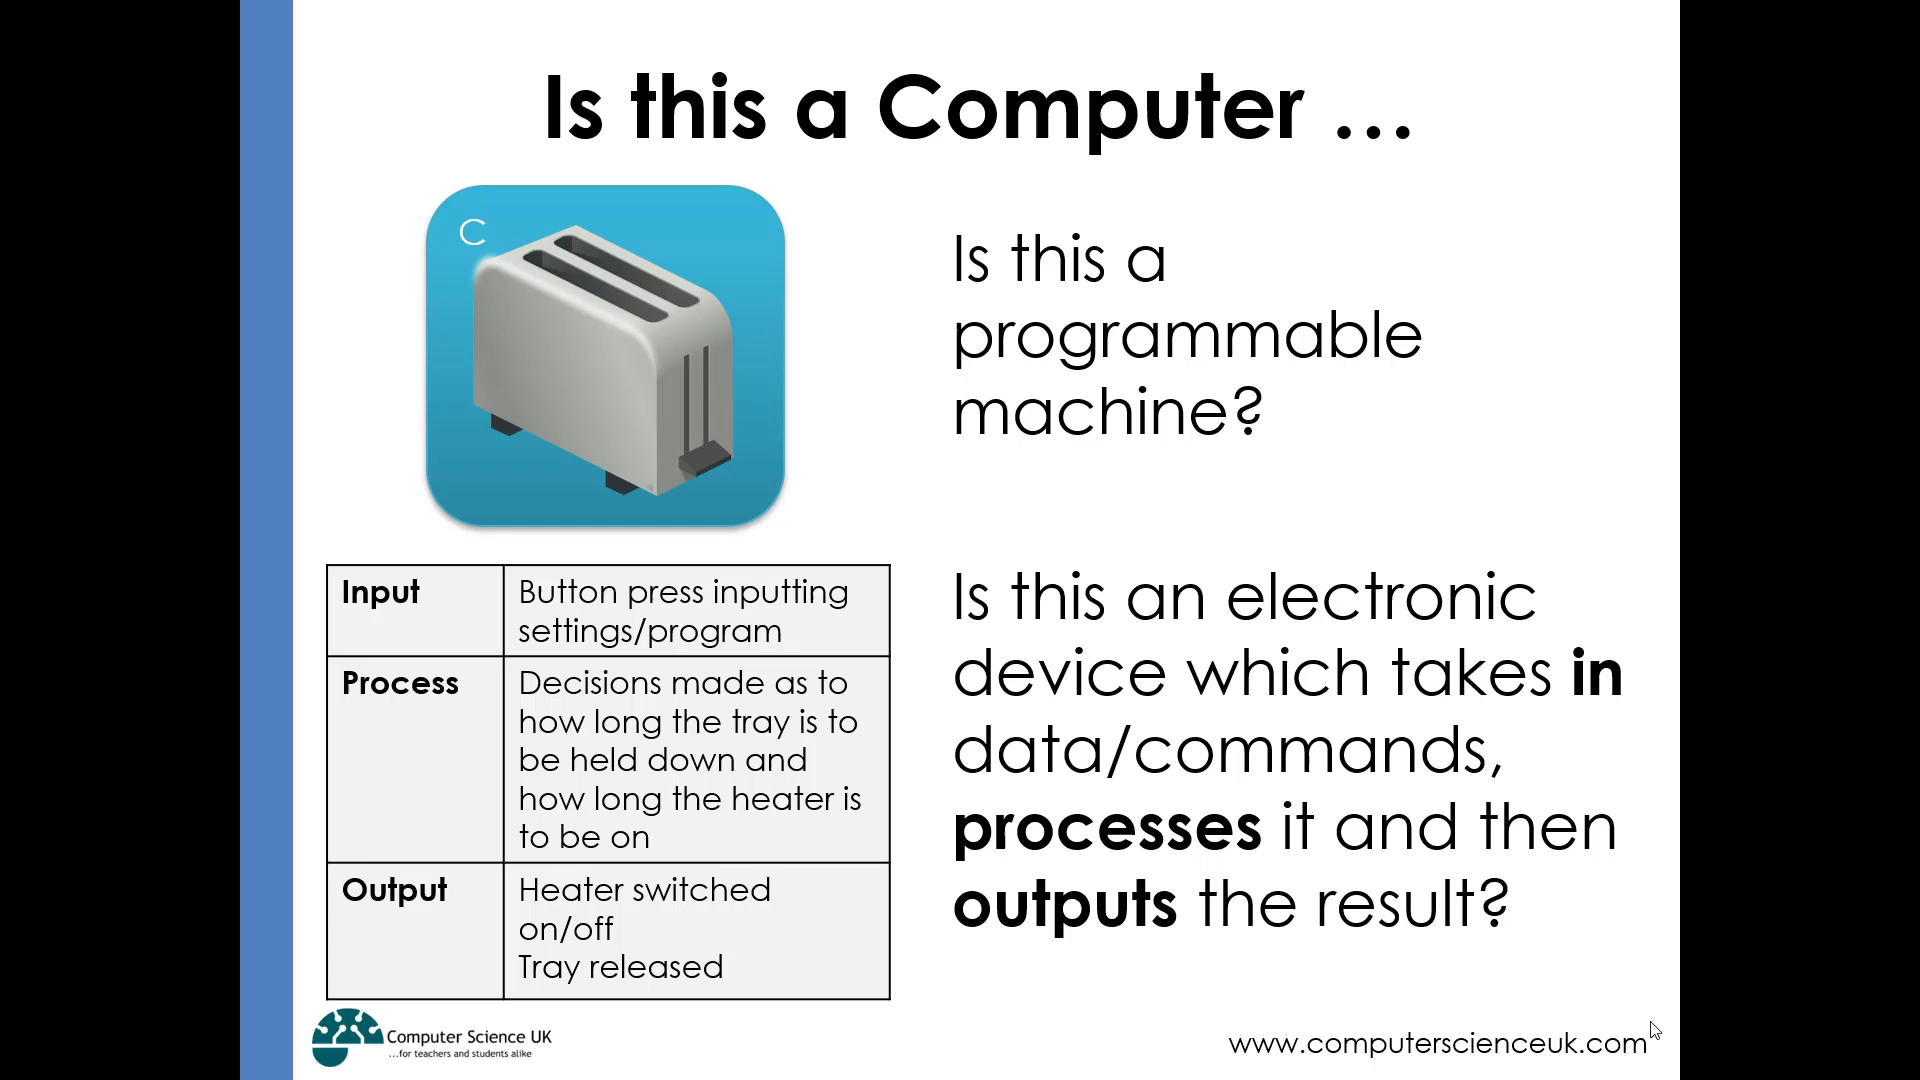 Is this a Computer ...
C
Is this a
programmable
machine?
Input
Button press inputting
settings/program
Process
Decisions made as to
how long the tray is to
be held down and
how long the heater is
to be on
Output
Heater switched
on/off
Tray released
Is this an electronic
device which takes in
data/commands,
processes it and then
outputs the result?
Computer Science UK
...for teachers and students alike
www.computerscienceuk.com